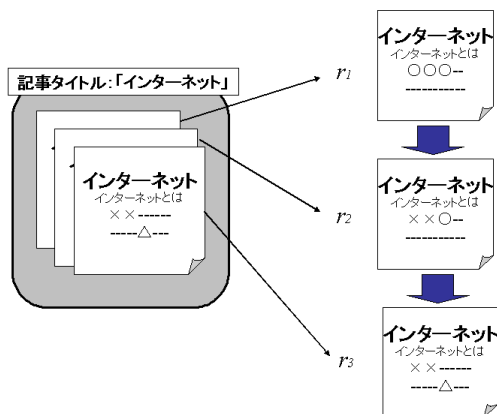 記事タイトル:「インターネット」
インターネット
インターネットとは
××------
-----△---
r1
r2
r3
インターネット
インターネットとは
○○○--
-----------
インターネット
インターネットとは
××○--
-----------
インターネット
インターネットとは
××------
-----△---